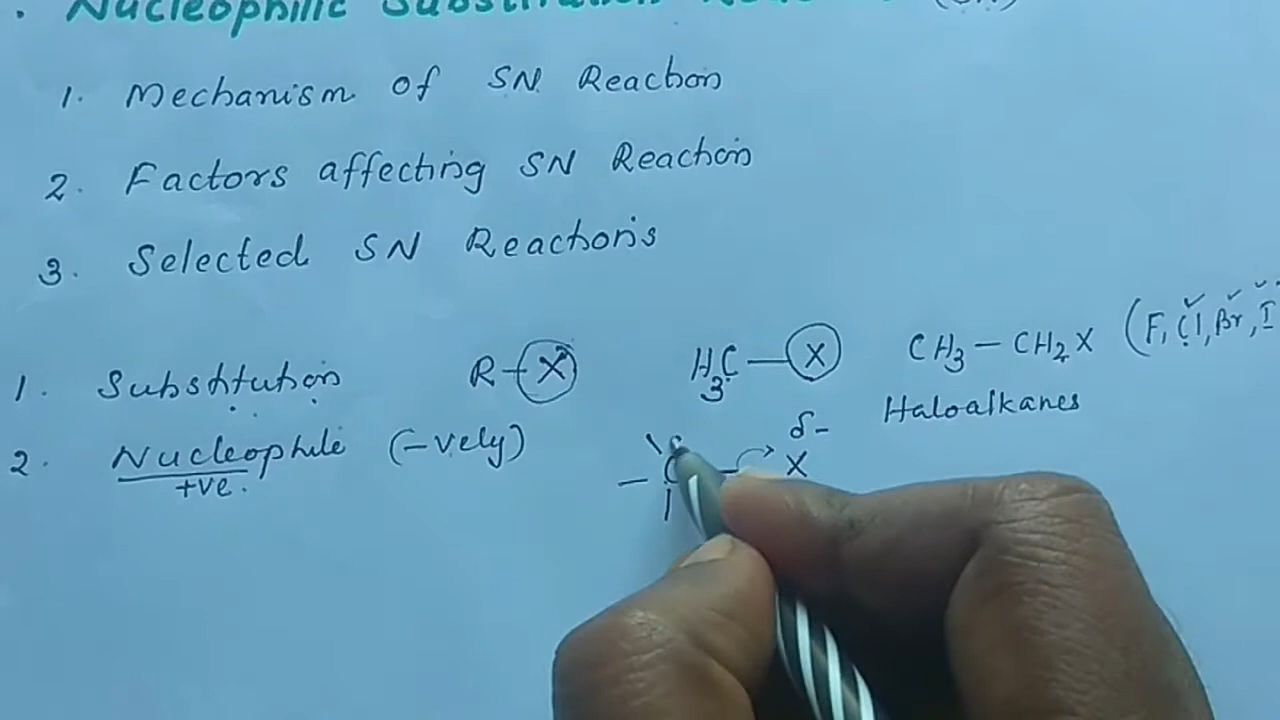 . Nucleophilic Substitution
1. Mechanism of SN Reaction
2. Factors affecting SN Reaction
3. Selected SN Reactions
1. Substitution R-X H3C-X CH3-CH2X (F, Cl, Br, I
Haloalkanes
2. Nucleophile (-vely)
+ve.
δ-
C X